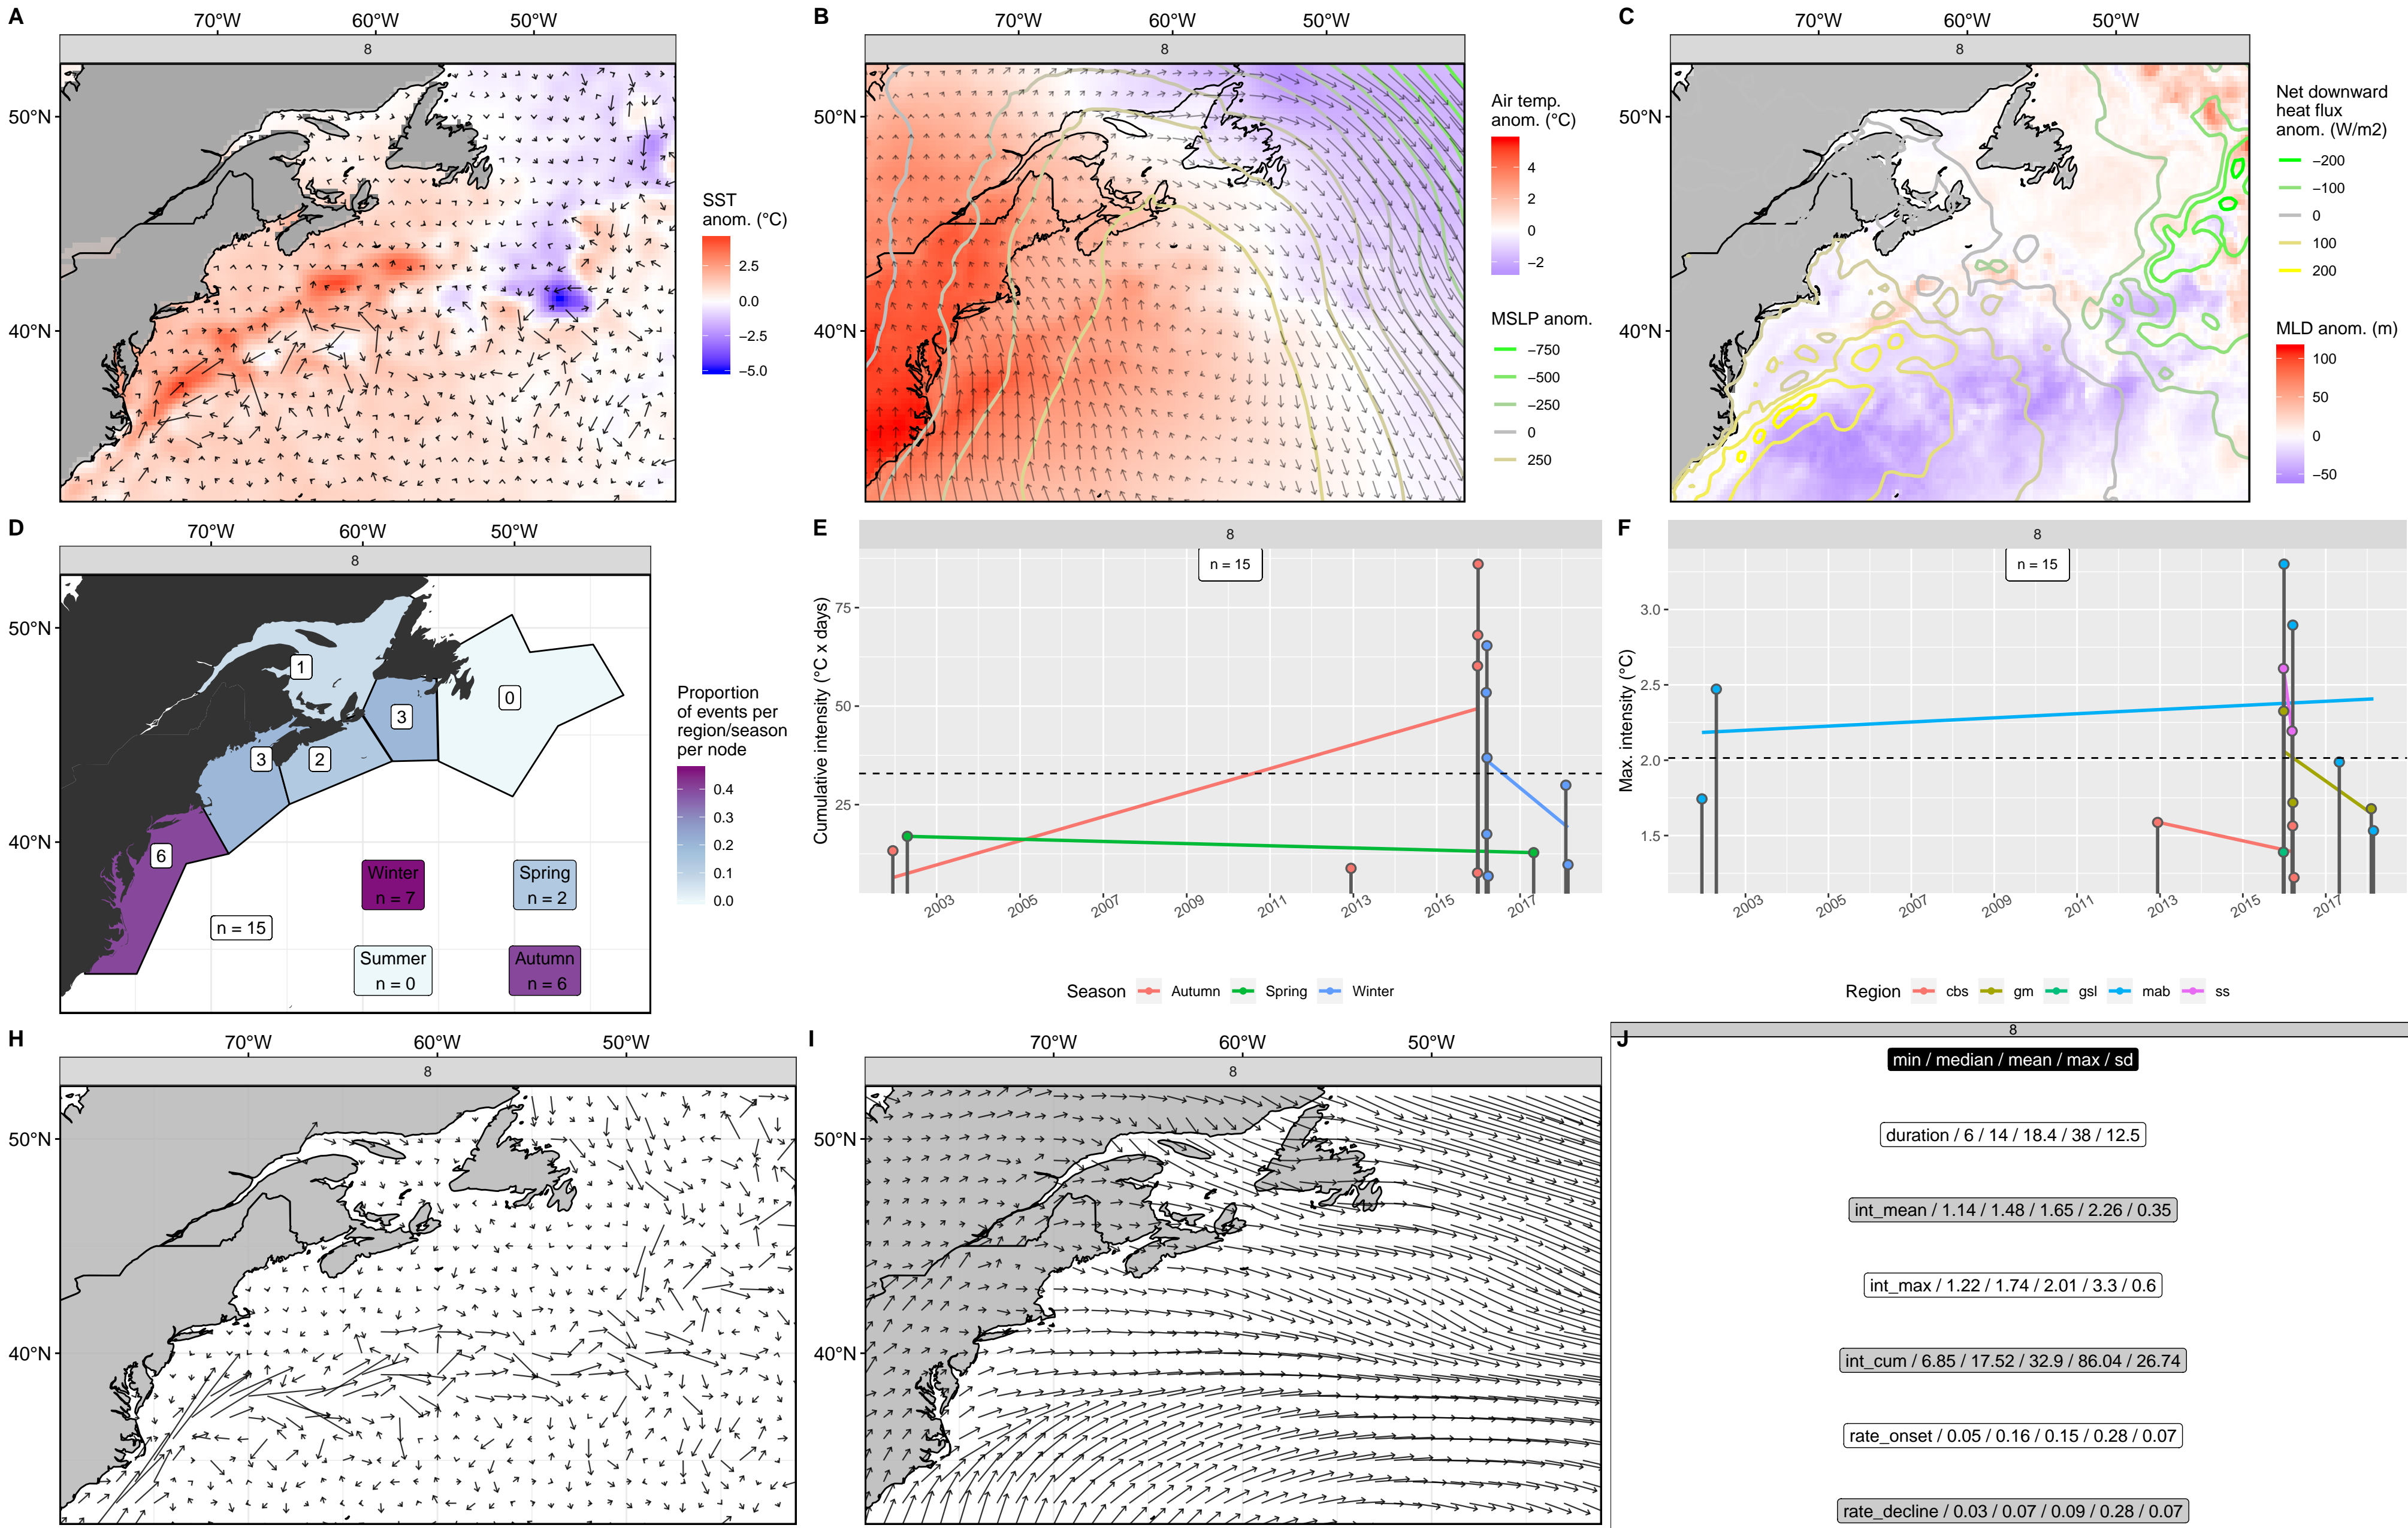 A
70°W 60°W 50°W
8
50°N
40°N
SST
anom. (°C)
2.5
0.0
−2.5
−5.0
B
70°W 60°W 50°W
8
50°N
40°N
Air temp.
anom. (°C)
4
2
0
−2
MSLP anom.
−750
−500
−250
0
250
C
70°W 60°W 50°W
8
50°N
40°N
Net downward
heat flux
anom. (W/m2)
−200
−100
0
100
200
MLD anom. (m)
100
50
0
−50
D
70°W 60°W 50°W
8
50°N
40°N
1
0
3
3
2
6
n = 15
Winter
n = 7
Spring
n = 2
Summer
n = 0
Autumn
n = 6
Proportion
of events per
region/season
per node
0.4
0.3
0.2
0.1
0.0
E
8
n = 15
Cumulative intensity (°C x days)
75
50
25
2003 2005 2007 2009 2011 2013 2015 2017
Season Autumn Spring Winter
F
8
n = 15
Max. intensity (°C)
3.0
2.5
2.0
1.5
2003 2005 2007 2009 2011 2013 2015 2017
Region cbs gm gsl mab ss
H
70°W 60°W 50°W
8
50°N
40°N
I
70°W 60°W 50°W
8
50°N
40°N
J
8
min / median / mean / max / sd
duration / 6 / 14 / 18.4 / 38 / 12.5
int_mean / 1.14 / 1.48 / 1.65 / 2.26 / 0.35
int_max / 1.22 / 1.74 / 2.01 / 3.3 / 0.6
int_cum / 6.85 / 17.52 / 32.9 / 86.04 / 26.74
rate_onset / 0.05 / 0.16 / 0.15 / 0.28 / 0.07
rate_decline / 0.03 / 0.07 / 0.09 / 0.28 / 0.07